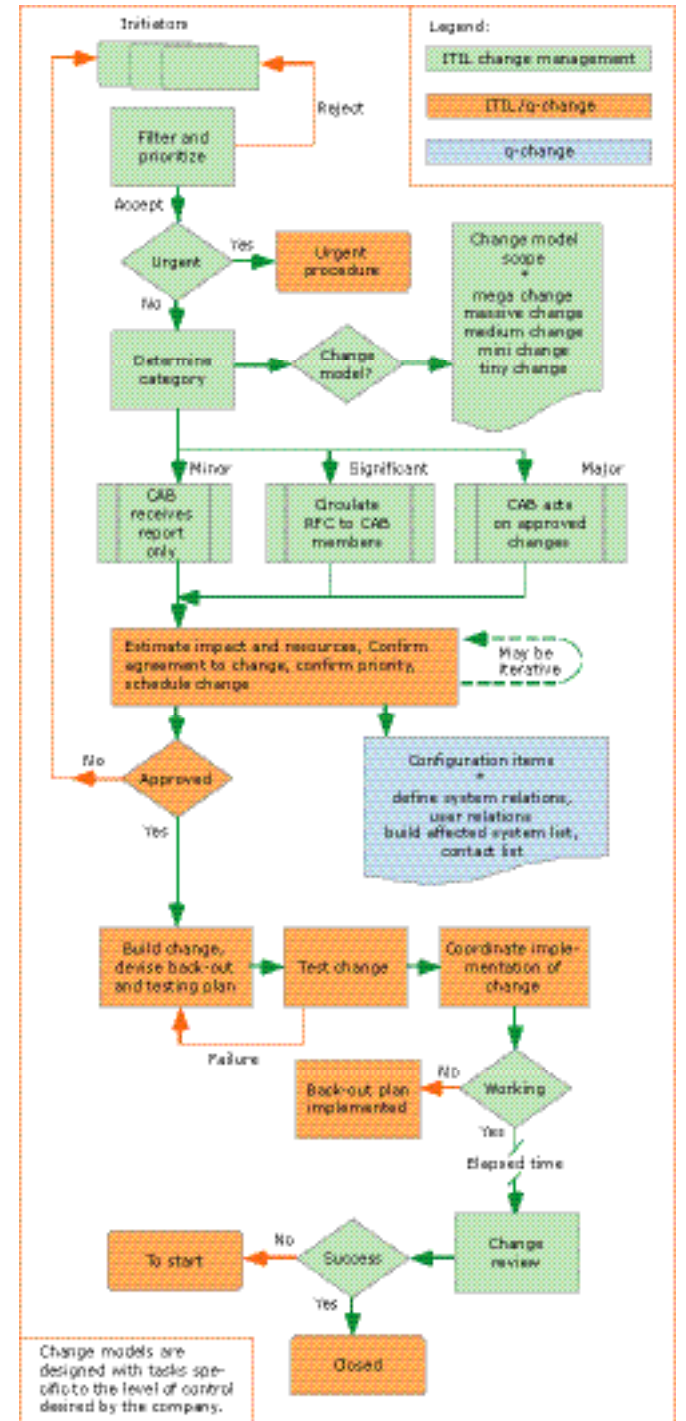 Initiators
Legend:
ITIL change management
ITIL/q-change
q-change
Reject
Filter and
prioritize
Accept
Urgent
Yes
Urgent
procedure
No
Change model
scope
*
mega change
massive change
medium change
mini change
tiny change
Determine
category
Change
model?
Minor
Significant
Major
CAB
receives
report
only
Circulate
RFC to CAB
members
CAB acts
on approved
changes
Estimate impact and resources, Confirm
agreement to change, confirm priority,
schedule change
May be
iterative
No
Approved
Yes
Configuration items
*
define system relations,
user relations
build affected system list,
contact list
Build change,
devise back-out
and testing plan
Test change
Coordinate imple-
mentation of
change
Failure
Back-out plan
implemented
No
Working
Yes
Elapsed time
To start
No
Success
Change
review
Yes
Closed
Change models are
designed with tasks spe-
cific to the level of control
desired by the company.